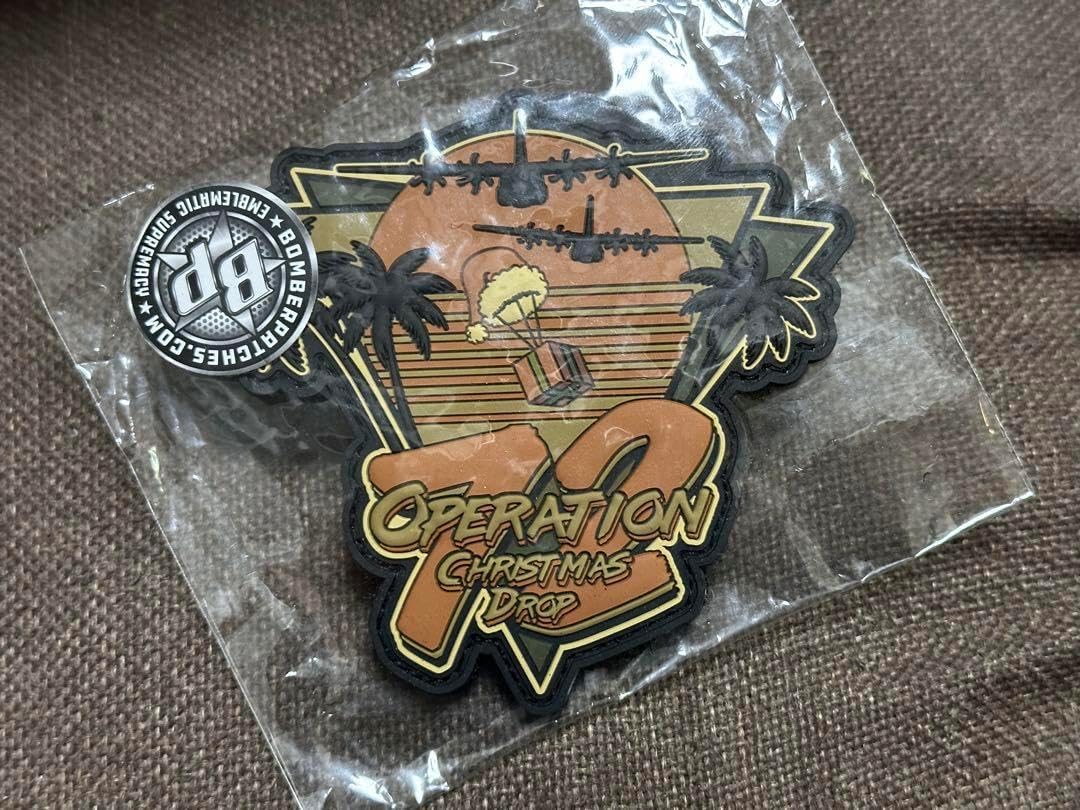 BOMBERPATCHES.COM ★ EMBLEMATIC SUPREMACY ★
BP
72
OPERATION
CHRISTMAS
DROP